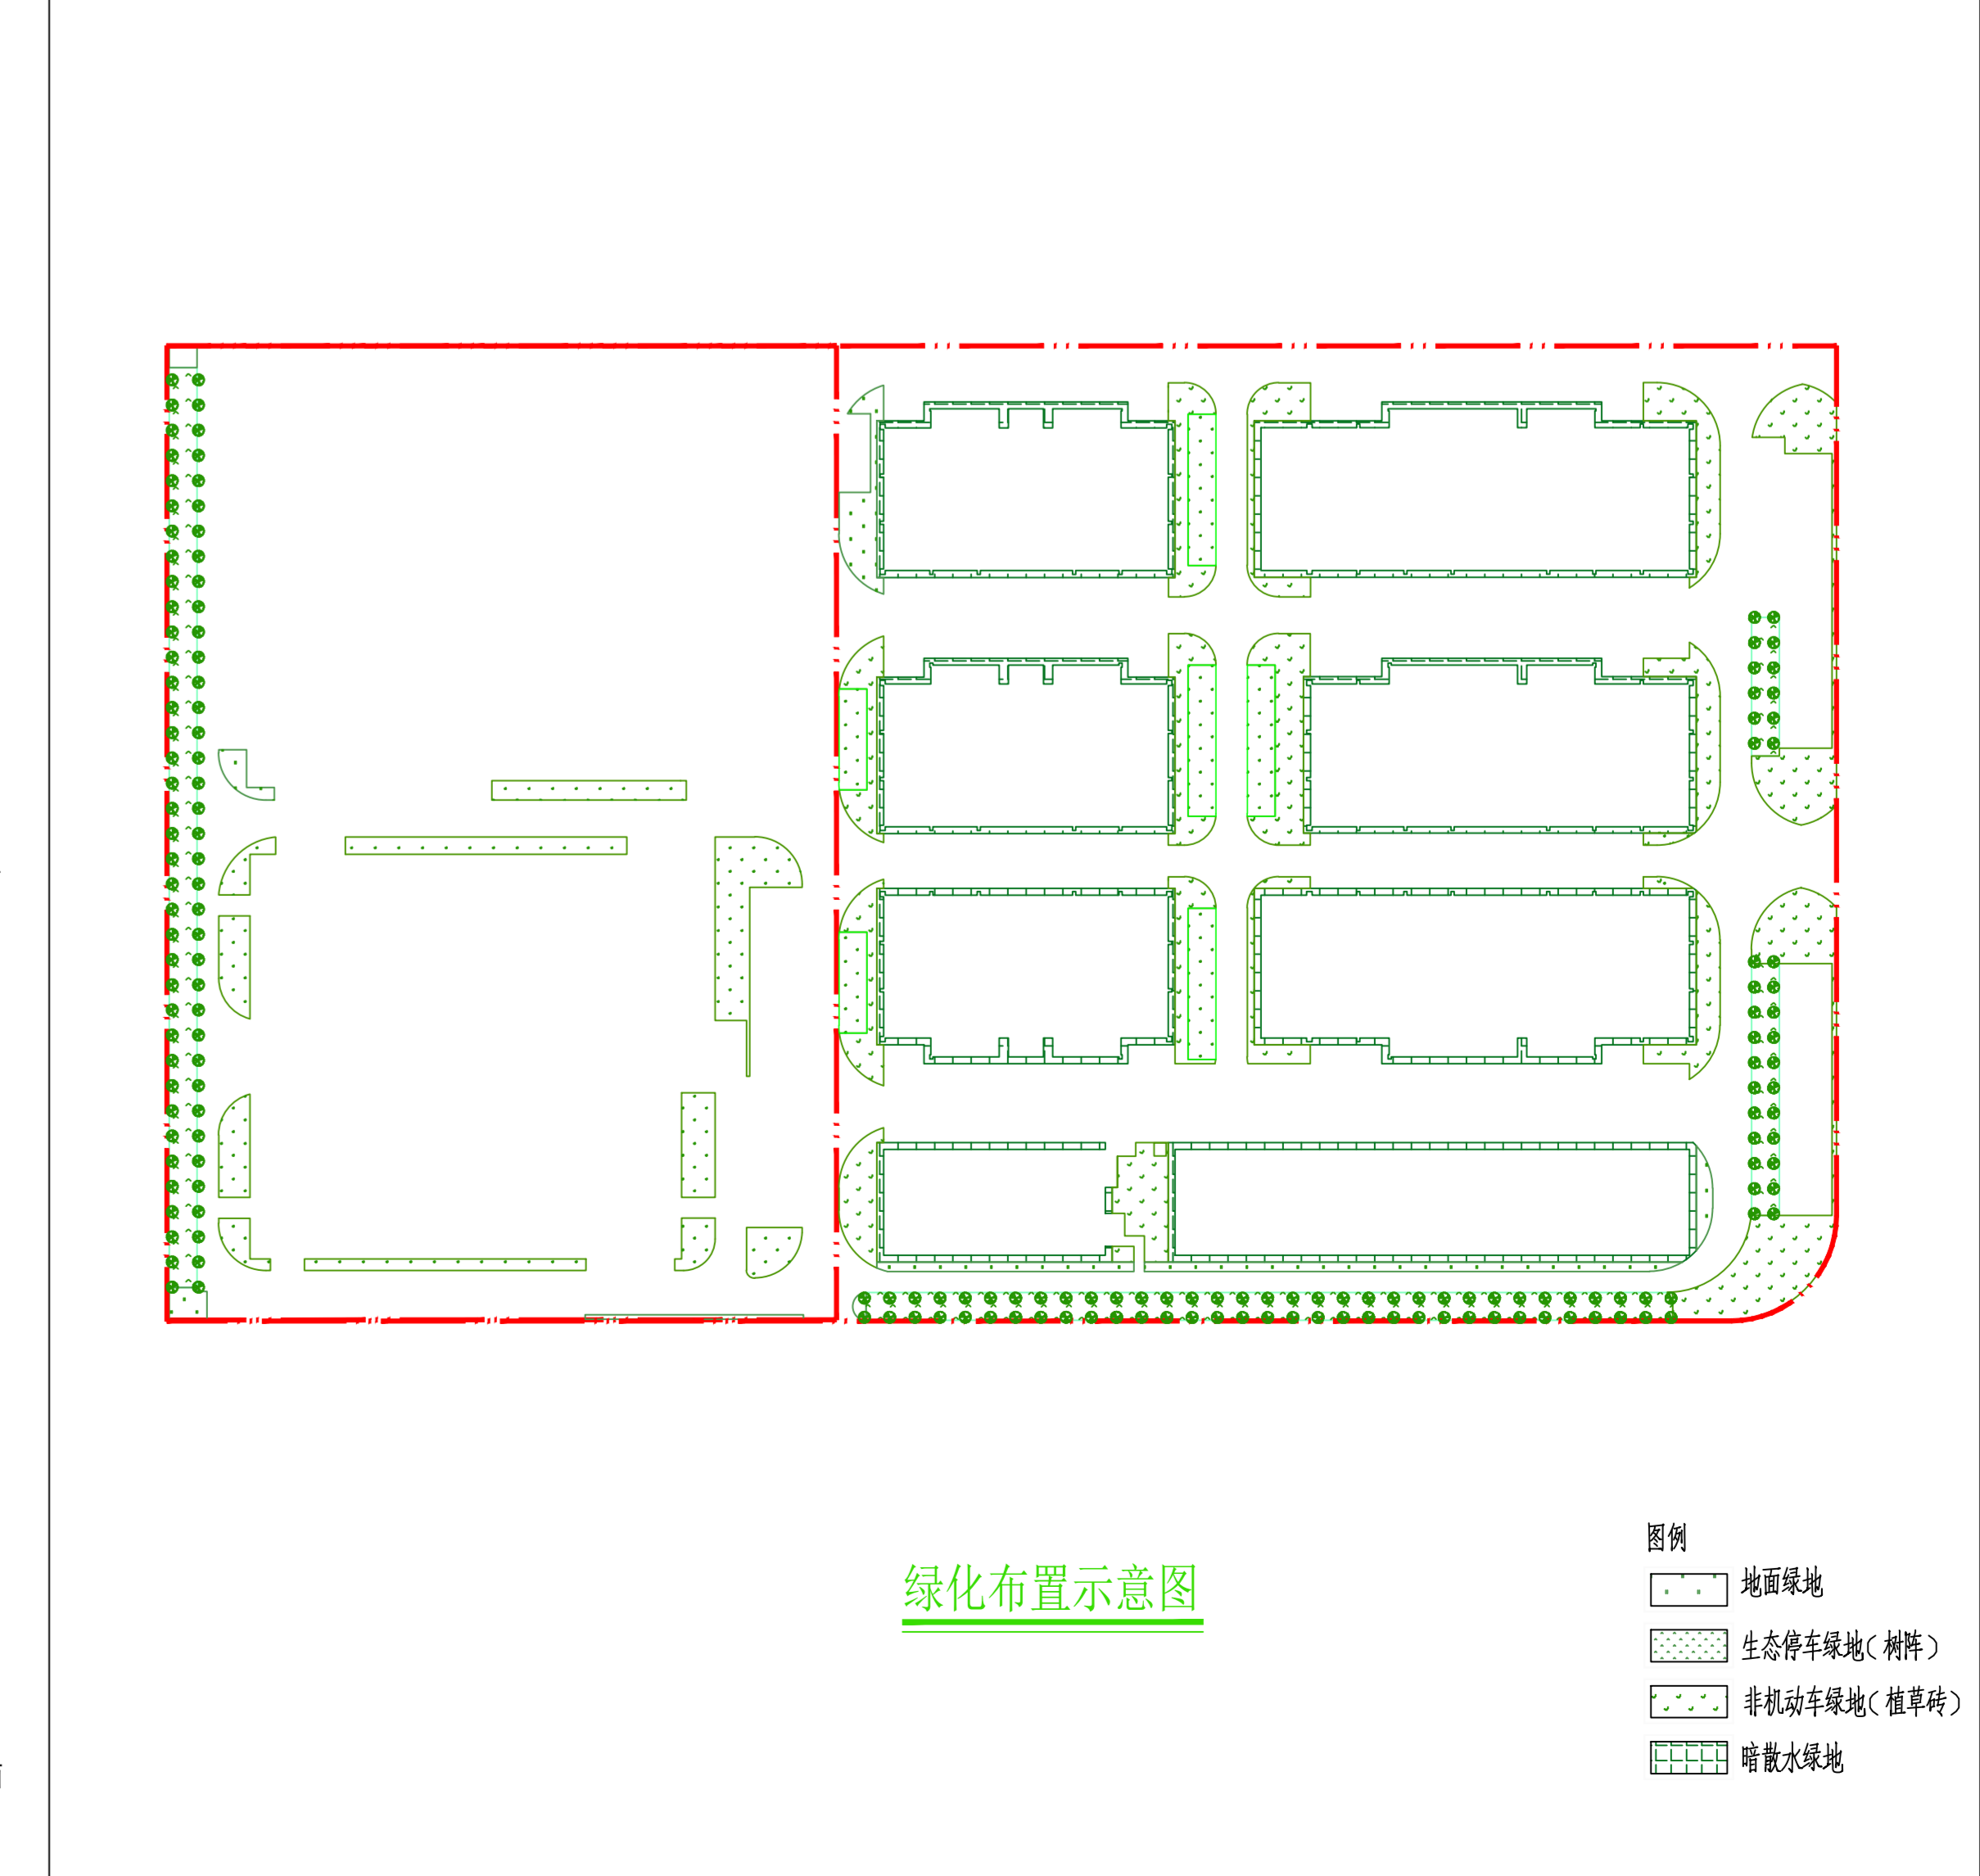 绿化布置示意图
图例
地面绿地
生态停车绿地(树阵)
非机动车绿地(植草砖)
暗散水绿地